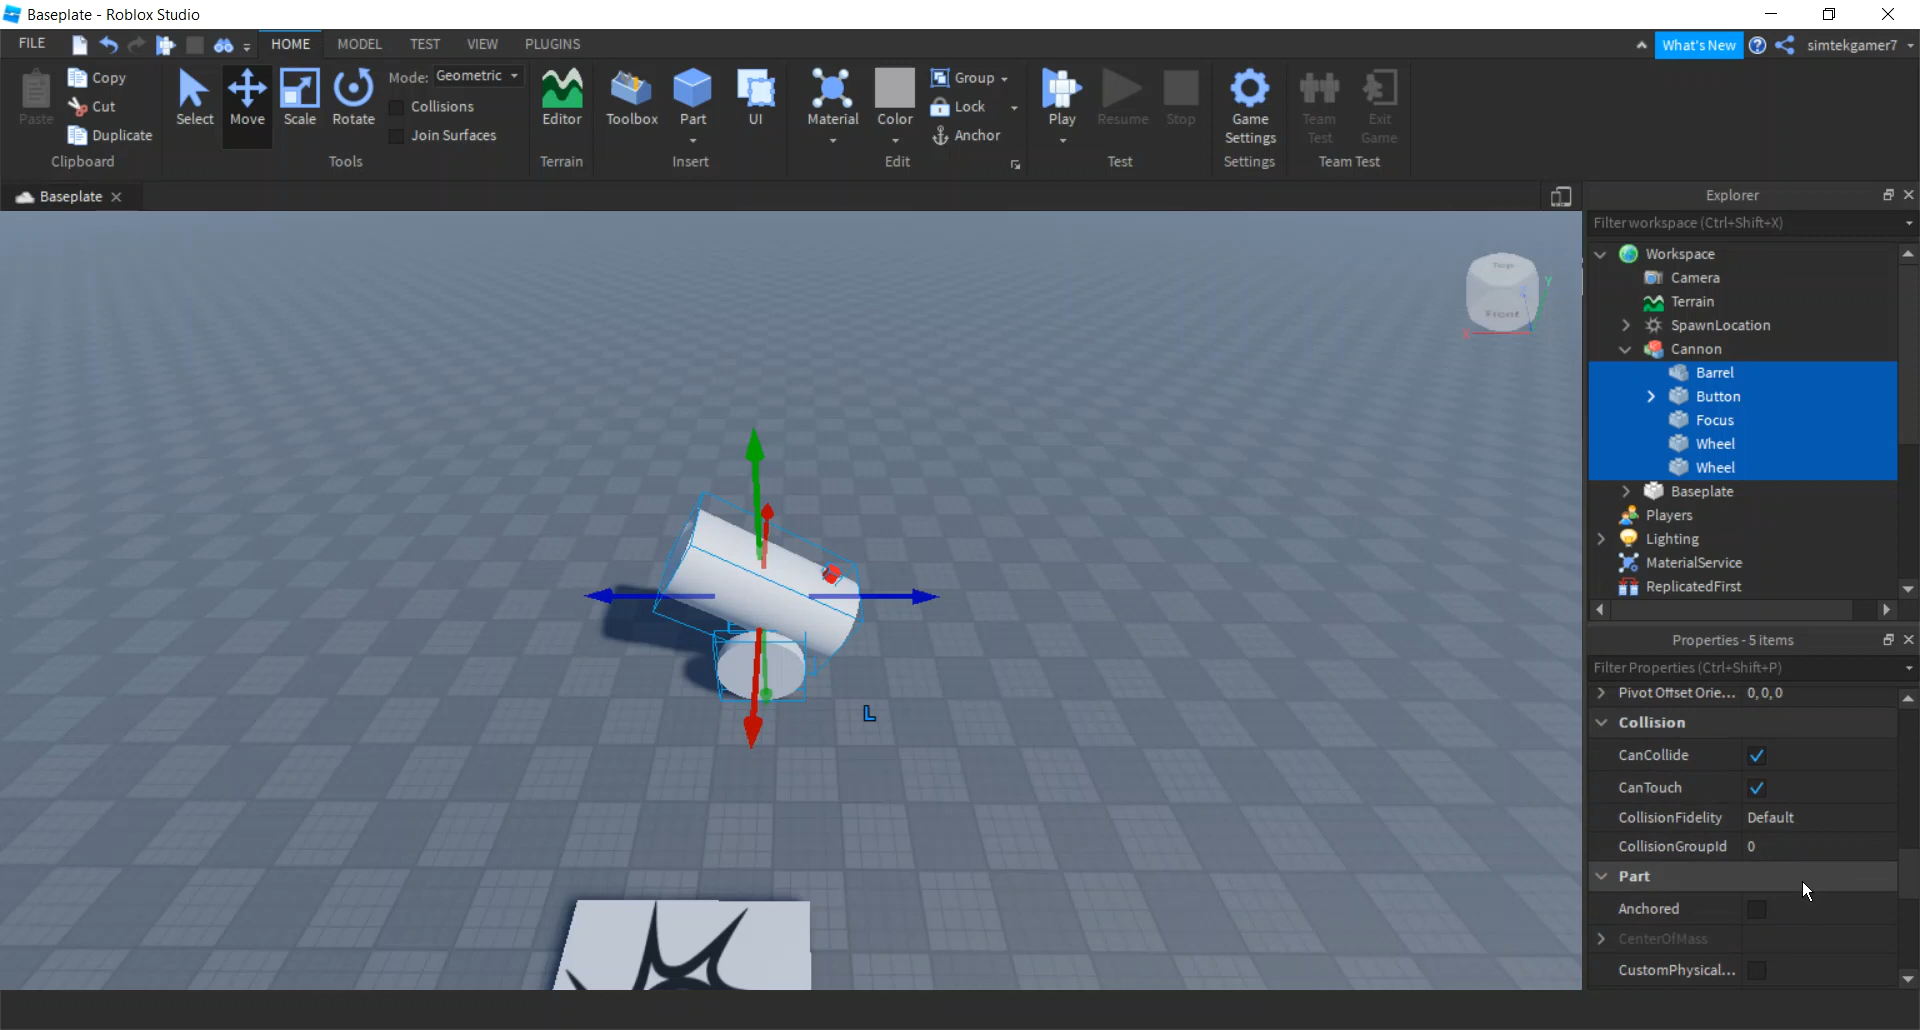 Baseplate - Roblox Studio
FILE HOME MODEL TEST VIEW PLUGINS What's New simtekgamer7
Paste Copy Cut Duplicate Clipboard
Select Move Scale Rotate Mode: Geometric Collisions Join Surfaces Tools
Editor Terrain
Toolbox Part UI Insert
Material Color Group Lock Anchor Edit
Play Resume Stop Test
Game Settings Settings
Team Test Exit Game Team Test
Baseplate
Top
Front
X
Y
L
Explorer
Filter workspace (Ctrl+Shift+X)
Workspace
Camera
Terrain
SpawnLocation
Cannon
Barrel
Button
Focus
Wheel
Wheel
Baseplate
Players
Lighting
MaterialService
ReplicatedFirst
Properties - 5 items
Filter Properties (Ctrl+Shift+P)
Pivot Offset Orie... 0, 0, 0
Collision
CanCollide
CanTouch
CollisionFidelity Default
CollisionGroupId 0
Part
Anchored
CenterOfMass
CustomPhysical...